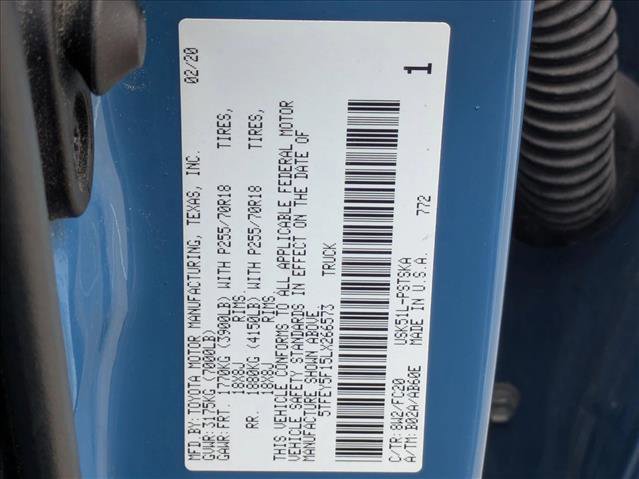 MFD.BY:TOYOTA MOTOR MANUFACTURING, TEXAS, INC. 02/20
GVWR:3175KG(7000LB)
GAWR:FRT. 1770KG (3900LB) WITH P255/70R18 TIRES,
18X8J RIMS,
RR. 1880KG (4150LB) WITH P255/70R18 TIRES,
18X8J RIMS,
THIS VEHICLE CONFORMS TO ALL APPLICABLE FEDERAL MOTOR
VEHICLE SAFETY STANDARDS IN EFFECT ON THE DATE OF
MANUFACTURE SHOWN ABOVE.
5TFEY5F15LX266573 TRUCK
C/TR:8W2/FC20 USK51L-PSTSKA
A/TM:B02A/AB60E MADE IN U.S.A. 772
1